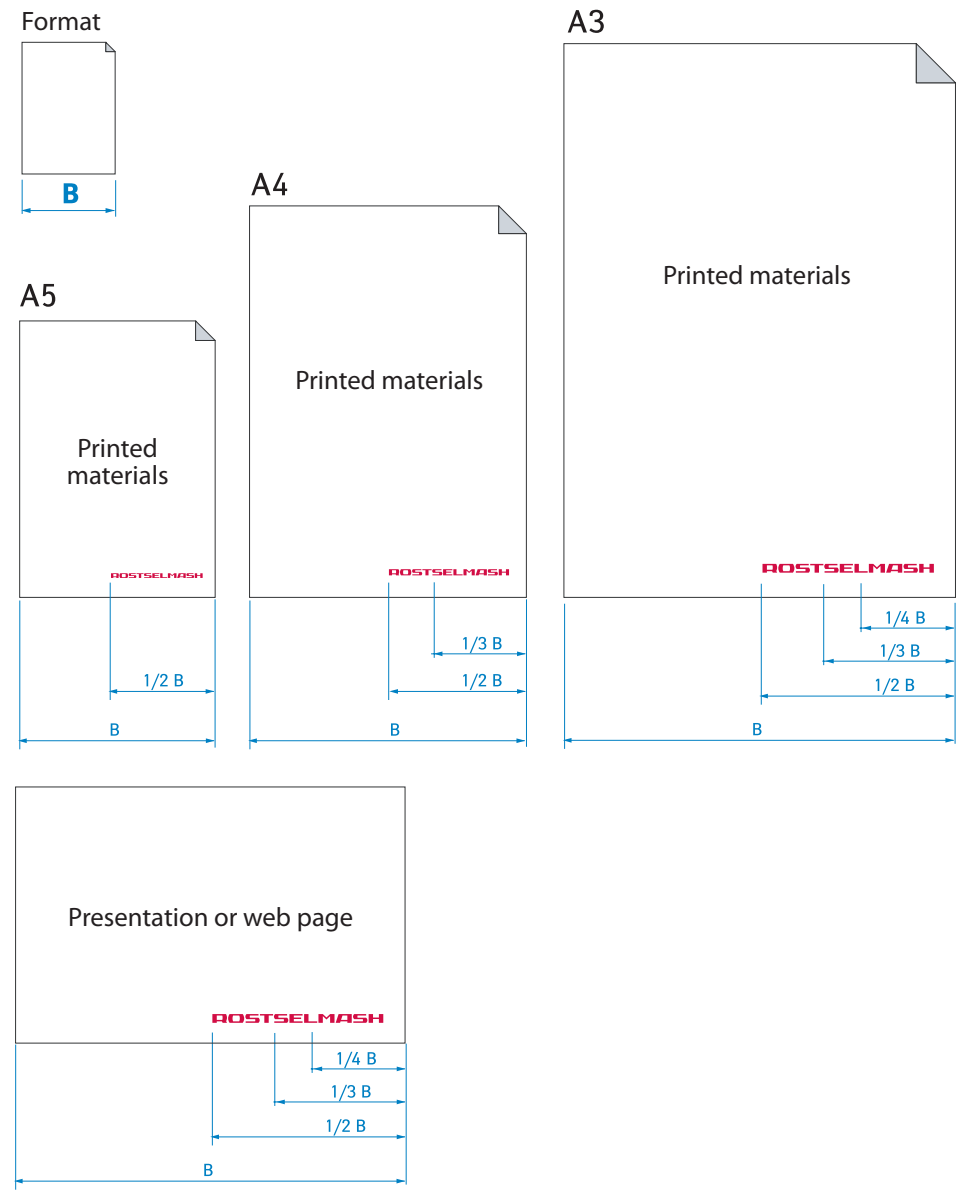 Format
B
A5
Printed
materials
ROSTSELMASH
1/2 B
B
A4
Printed materials
ROSTSELMASH
1/3 B
1/2 B
B
A3
Printed materials
ROSTSELMASH
1/4 B
1/3 B
1/2 B
B
Presentation or web page
ROSTSELMASH
1/4 B
1/3 B
1/2 B
B